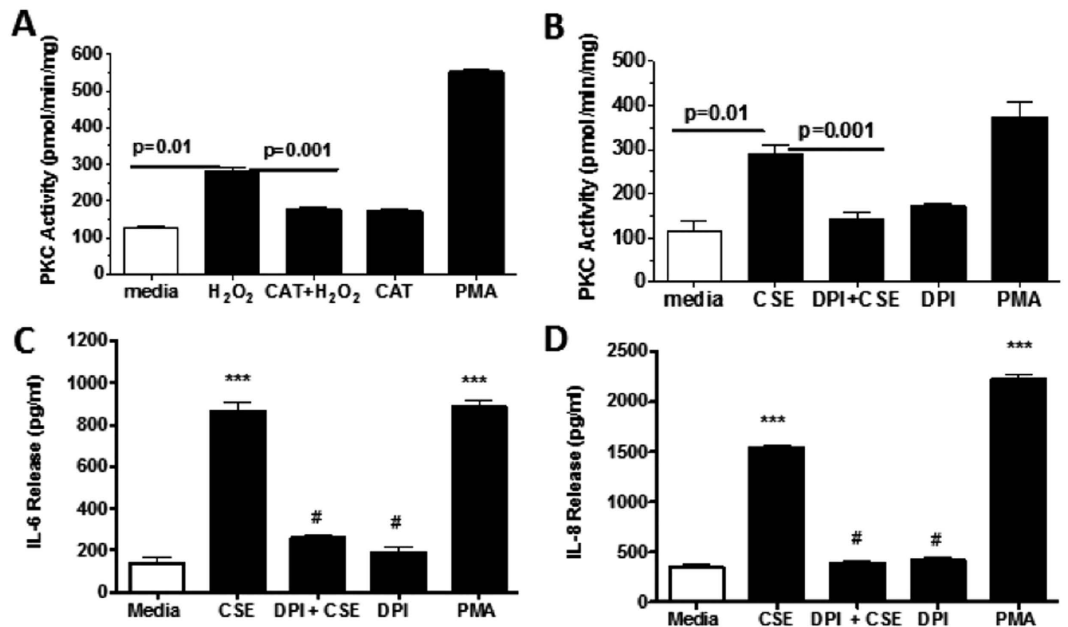 A
PKC Activity (pmol/min/mg)
600
500
400
300
200
100
0
p=0.01
p=0.001
media
H₂O₂
CAT+H₂O₂
CAT
PMA
B
PKC Activity (pmol/min/mg)
500
400
300
200
100
0
p=0.01
p=0.001
media
CSE
DPI+CSE
DPI
PMA
C
IL-6 Release (pg/ml)
1200
1000
800
600
400
200
0
***
#
#
***
Media
CSE
DPI + CSE
DPI
PMA
D
IL-8 Release (pg/ml)
2500
2000
1500
1000
500
0
***
#
#
***
Media
CSE
DPI + CSE
DPI
PMA